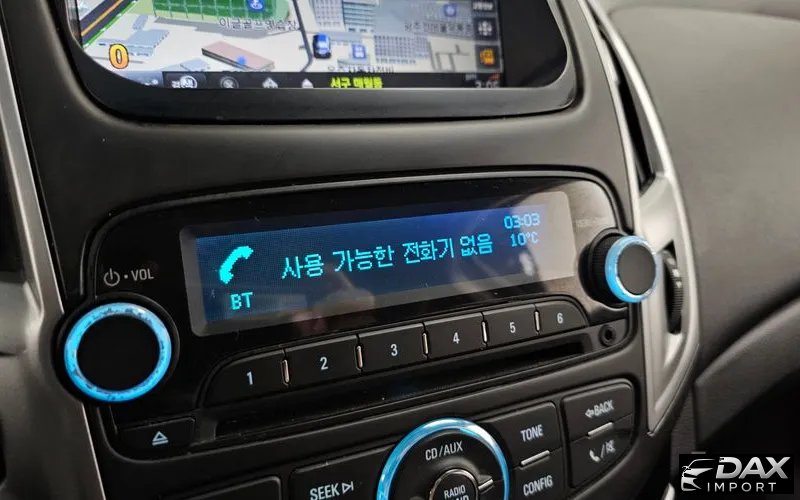 0
서구 매월동
03:03
사용 가능한 전화기 없음
10°C
BT
VOL
1 2 3 4 5 6
BACK
TONE
CD/AUX
SEEK
CONFIG
RADIO
DAX
IMPORT